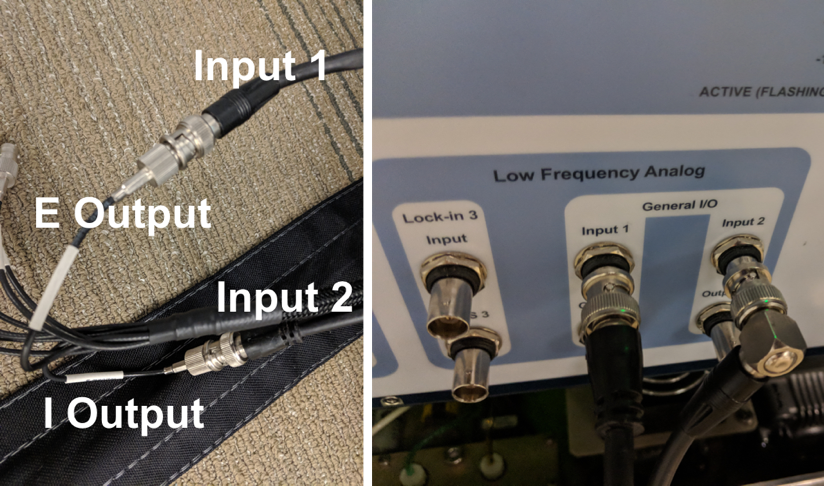 Input 1
E Output
Input 2
I Output
ACTIVE (FLASHING
Low Frequency Analog
Lock-in 3
Input
General I/O
Input 1
Input 2